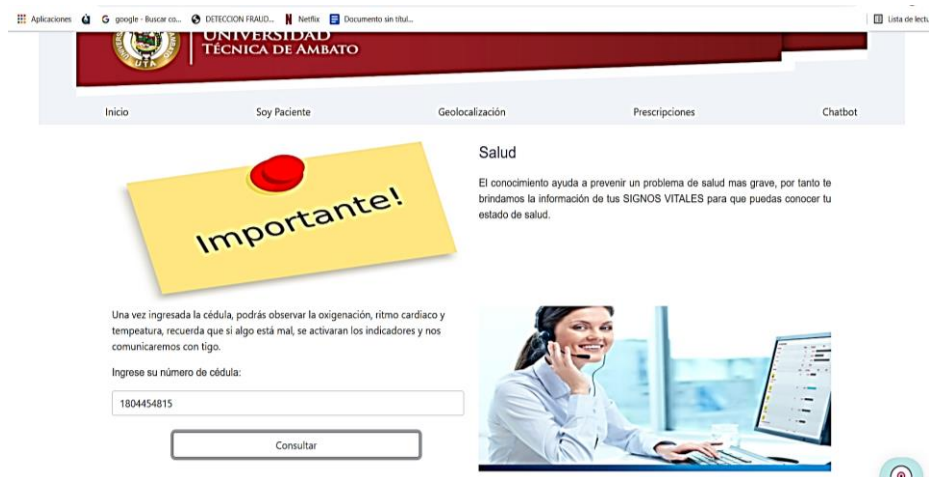 Aplicaciones
google - Buscar co...
DETECCION FRAUD...
Netflix
Documento sin títul...
Lista de lectu
UNIVERSIDAD
TÉCNICA DE AMBATO
UTA
Inicio
Soy Paciente
Geolocalización
Prescripciones
Chatbot
Importante!
Salud
El conocimiento ayuda a prevenir un problema de salud mas grave, por tanto te
brindamos la información de tus SIGNOS VITALES para que puedas conocer tu
estado de salud.
Una vez ingresada la cédula, podrás observar la oxigenación, ritmo cardíaco y
tempeatura, recuerda que si algo está mal, se activaran los indicadores y nos
comunicaremos con tigo.
Ingrese su número de cédula:
1804454815
Consultar